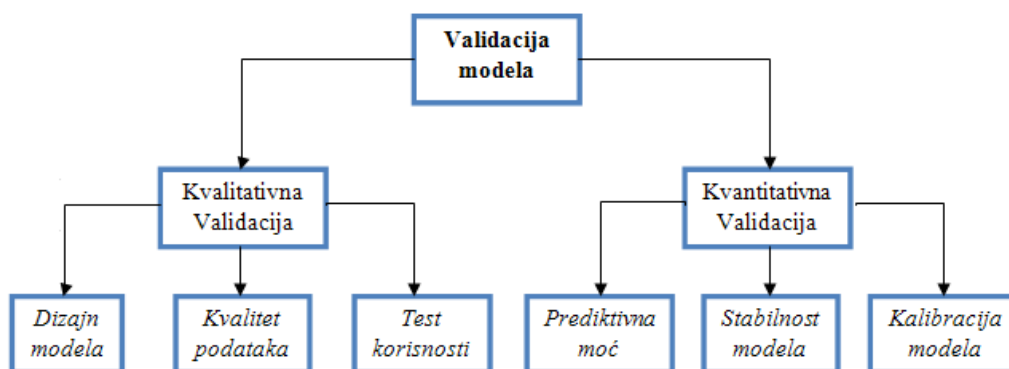 Validacija
modela
Kvalitativna
Validacija
Kvantitativna
Validacija
Dizajn
modela
Kvalitet
podataka
Test
korisnosti
Prediktivna
moć
Stabilnost
modela
Kalibracija
modela